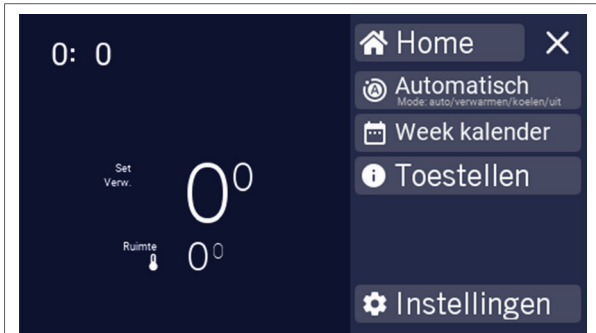 0: 0
Set
Verw.
0⁰
Ruimte
0⁰
Home
Automatisch
Mode: auto/verwarmen/koelen/uit
Week kalender
Toestellen
Instellingen